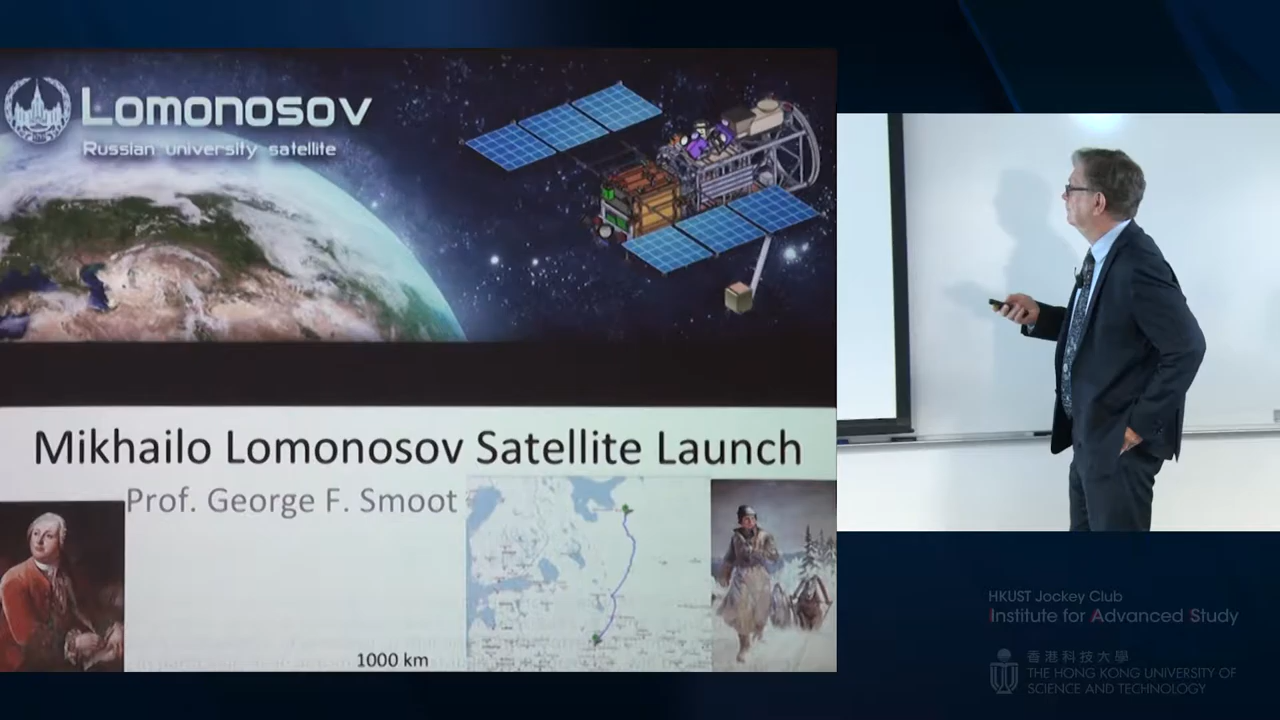 Lomonosov
Russian university satellite
Mikhailo Lomonosov Satellite Launch
Prof. George F. Smoot
1000 km
HKUST Jockey Club
Institute for Advanced Study
香港科技大學
THE HONG KONG UNIVERSITY OF
SCIENCE AND TECHNOLOGY